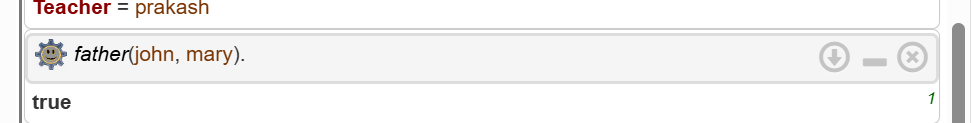 Teacher = prakash
father(john, mary).
true
1